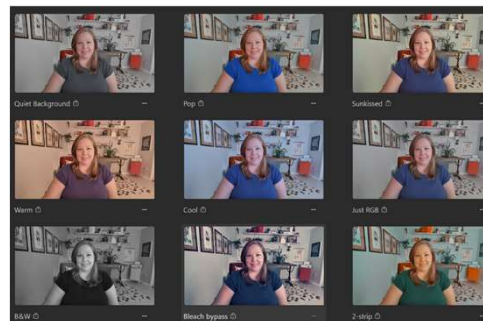 Quiet Background
Pop
Sunkissed
Warm
Cool
Just RGB
B&W
Bleach bypass
2-strip